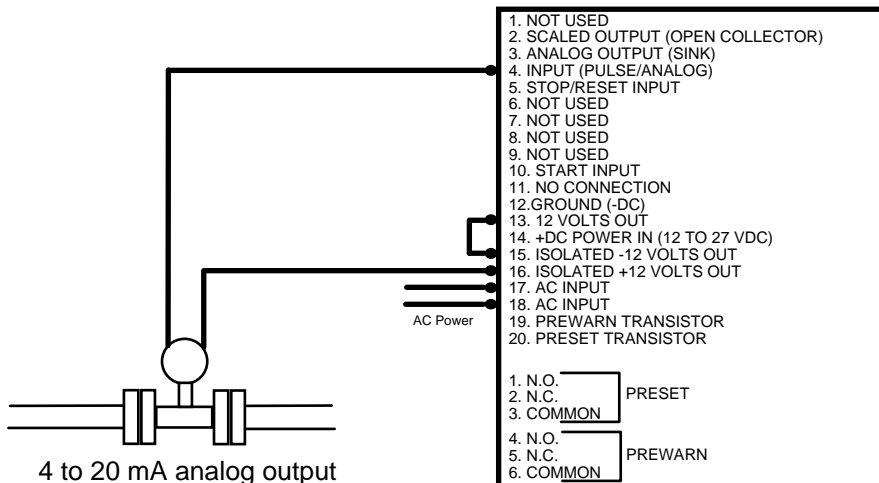 1. NOT USED
2. SCALED OUTPUT (OPEN COLLECTOR)
3. ANALOG OUTPUT (SINK)
4. INPUT (PULSE/ANALOG)
5. STOP/RESET INPUT
6. NOT USED
7. NOT USED
8. NOT USED
9. NOT USED
10. START INPUT
11. NO CONNECTION
12.GROUND (-DC)
13. 12 VOLTS OUT
14. +DC POWER IN (12 TO 27 VDC)
15. ISOLATED -12 VOLTS OUT
16. ISOLATED +12 VOLTS OUT
17. AC INPUT
18. AC INPUT
AC Power
19. PREWARN TRANSISTOR
20. PRESET TRANSISTOR
1. N.O.
2. N.C.
3. COMMON
PRESET
4. N.O.
5. N.C.
6. COMMON
PREWARN
4 to 20 mA analog output